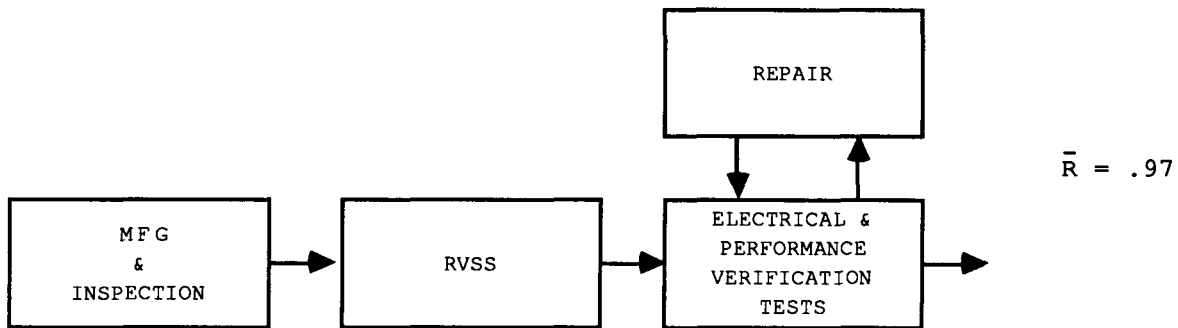 REPAIR
R̄ = .97
MFG
&
INSPECTION
RVSS
ELECTRICAL &
PERFORMANCE
VERIFICATION
TESTS